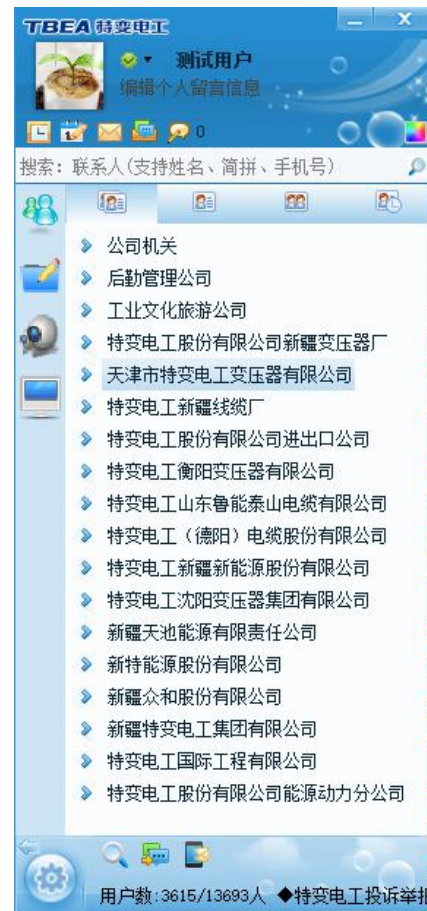 TBEA 特变电工
测试用户
编辑个人留言信息
0
搜索：联系人(支持姓名、简拼、手机号)
公司机关
后勤管理公司
工业文化旅游公司
特变电工股份有限公司新疆变压器厂
天津市特变电工变压器有限公司
特变电工新疆线缆厂
特变电工股份有限公司进出口公司
特变电工衡阳变压器有限公司
特变电工山东鲁能泰山电缆有限公司
特变电工（德阳）电缆股份有限公司
特变电工新疆新能源股份有限公司
特变电工沈阳变压器集团有限公司
新疆天池能源有限责任公司
新特能源股份有限公司
新疆众和股份有限公司
新疆特变电工集团有限公司
特变电工国际工程有限公司
特变电工股份有限公司能源动力分公司
用户数:3615/13693人 ◆特变电工投诉举报